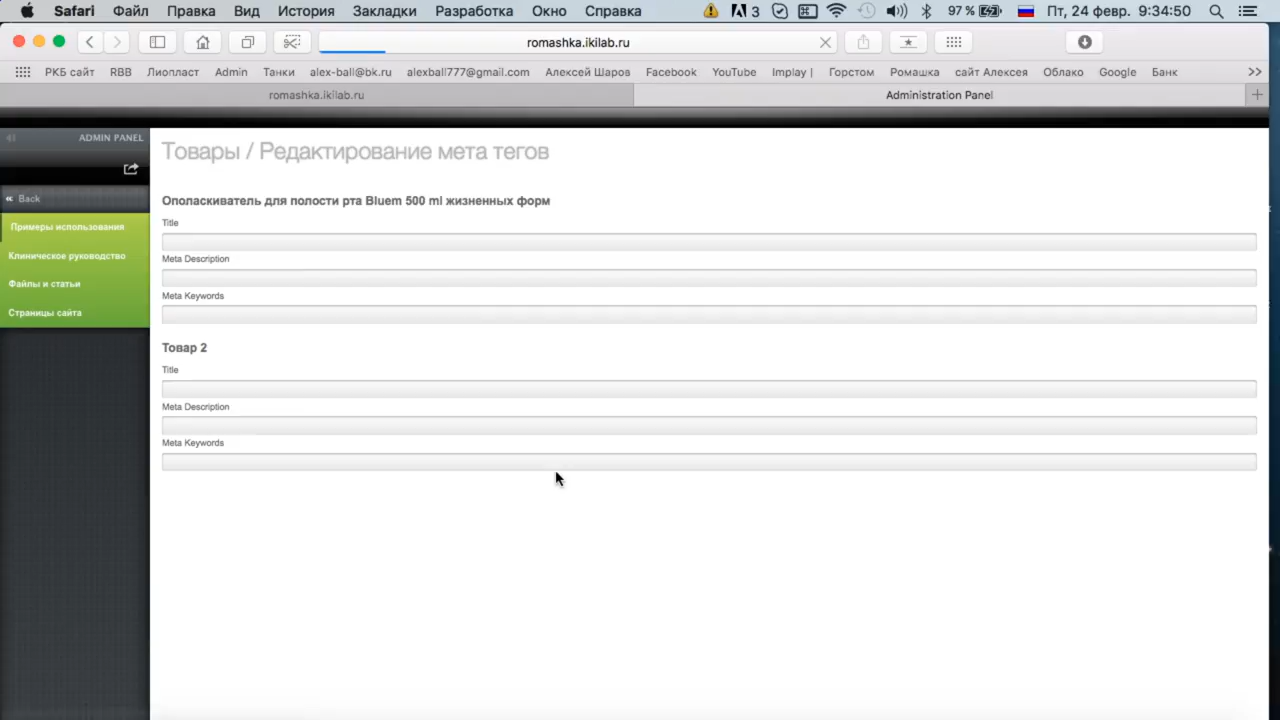 Safari Файл Правка Вид История Закладки Разработка Окно Справка 3 97 % Пт, 24 февр. 9:34:50
romashka.ikilab.ru
РКБ сайт RBB Лиопласт Admin Танки alex-ball@bk.ru alexball777@gmail.com Алексей Шаров Facebook YouTube Implay | Горстом Ромашка сайт Алексея Облако Google Банк >>
romashka.ikilab.ru Administration Panel +
ADMIN PANEL
Back
Примеры использования
Клиническое руководство
Файлы и статьи
Страницы сайта
Товары / Редактирование мета тегов
Ополаскиватель для полости рта Bluem 500 ml жизненных форм
Title
Meta Description
Meta Keywords
Товар 2
Title
Meta Description
Meta Keywords